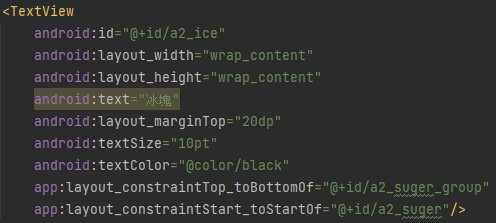 <TextView
android:id="@+id/a2_ice"
android:layout_width="wrap_content"
android:layout_height="wrap_content"
android:text="冰塊"
android:layout_marginTop="20dp"
android:textSize="10pt"
android:textColor="@color/black"
app:layout_constraintTop_toBottomOf="@+id/a2_suger_group"
app:layout_constraintStart_toStartOf="@+id/a2_suger"/>